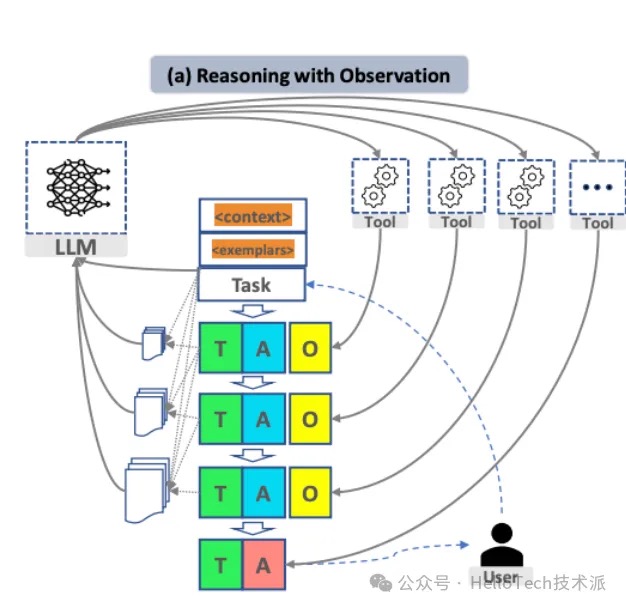 (a) Reasoning with Observation
LLM
Tool
Tool
Tool
Tool
<context>
<exemplars>
Task
T A O
T A O
T A O
T A
User
公众号 · HelloTech技术派